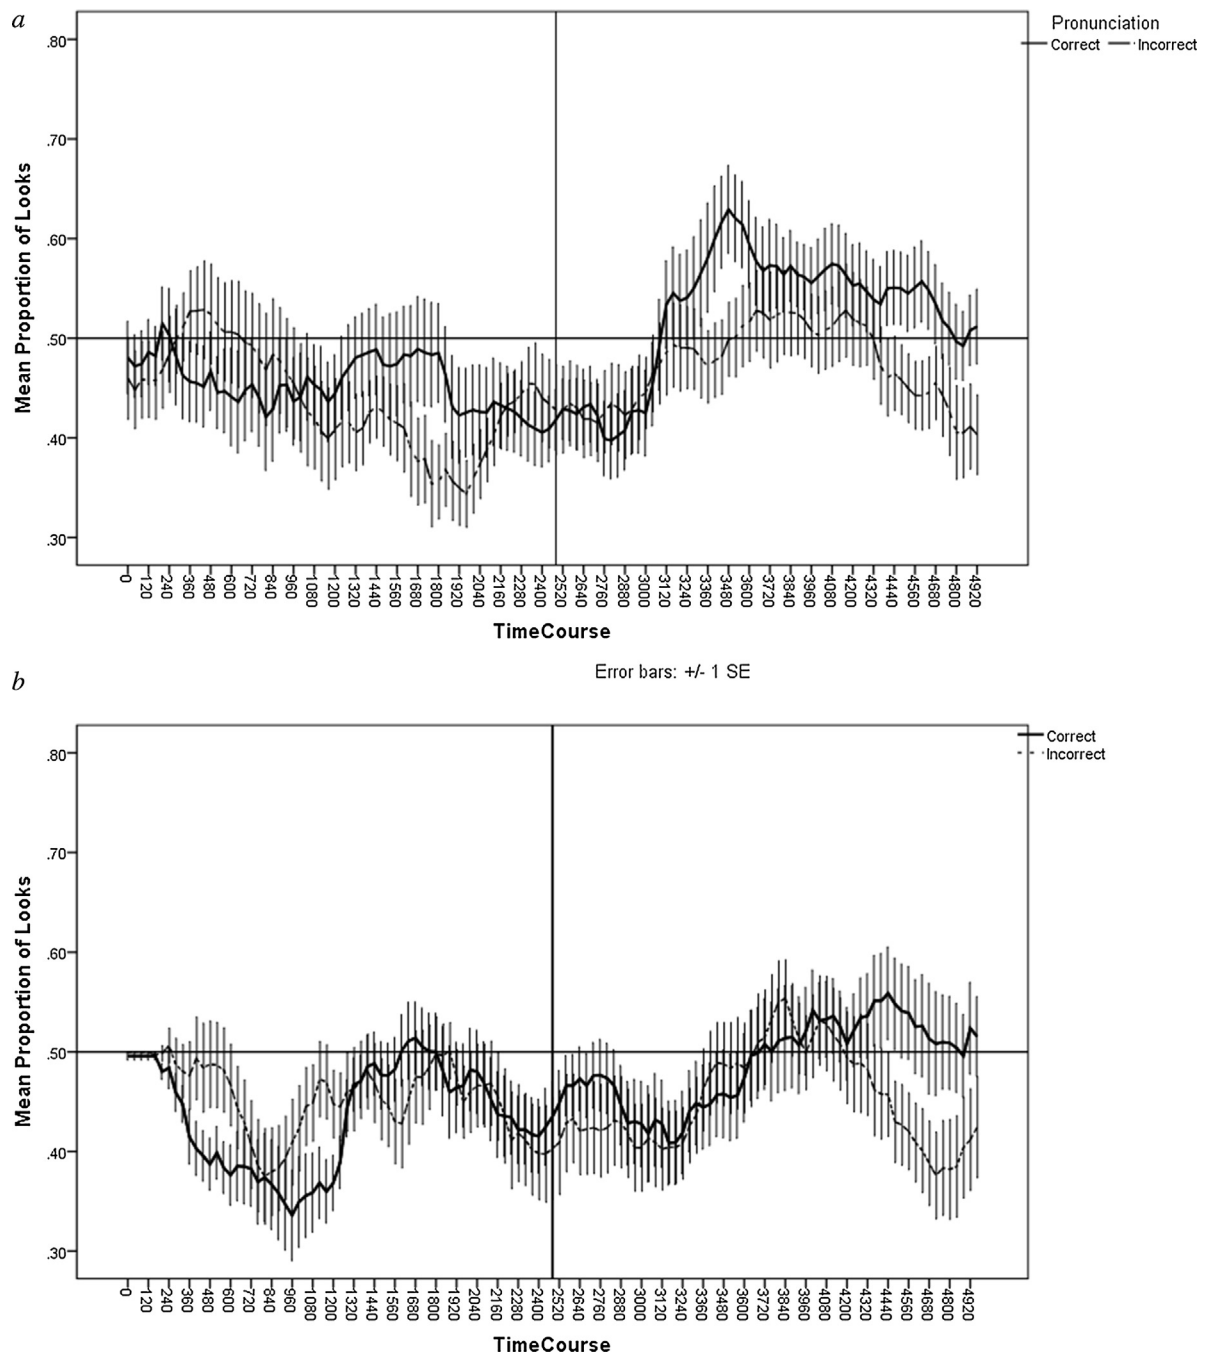 a
Pronunciation
Correct Incorrect
.80
.70
.60
.50
.40
.30
Mean Proportion of Looks
0 120 240 360 480 600 720 840 960 1080 1200 1320 1440 1560 1680 1800 1920 2040 2160 2280 2400 2520 2640 2760 2880 3000 3120 3240 3360 3480 3600 3720 3840 3960 4080 4200 4320 4440 4560 4680 4800 4920
TimeCourse
Error bars: +/- 1 SE
b
Correct
Incorrect
.80
.70
.60
.50
.40
.30
Mean Proportion of Looks
0 120 240 360 480 600 720 840 960 1080 1200 1320 1440 1560 1680 1800 1920 2040 2160 2280 2400 2520 2640 2760 2880 3000 3120 3240 3360 3480 3600 3720 3840 3960 4080 4200 4320 4440 4560 4680 4800 4920
TimeCourse